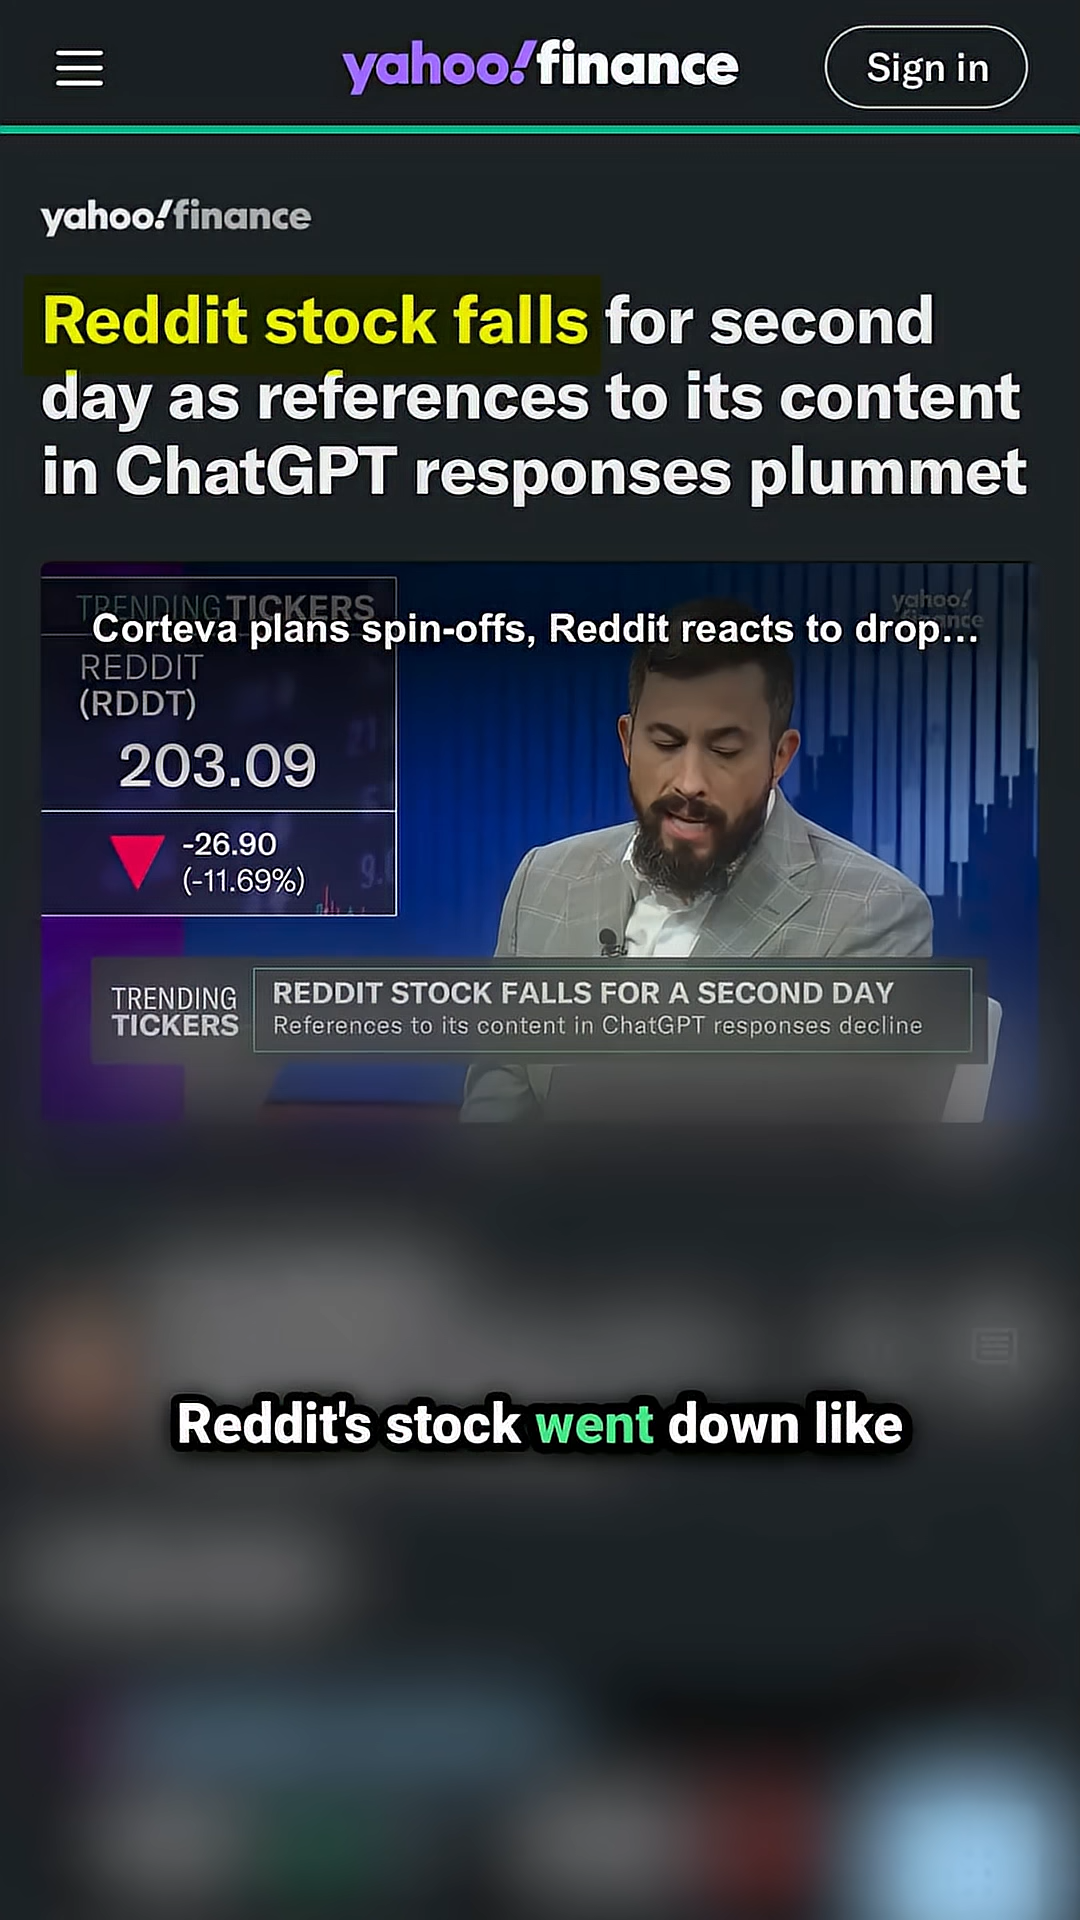 yahoo!finance
Sign in
yahoo!finance
Reddit stock falls for second
day as references to its content
in ChatGPT responses plummet
TRENDING TICKERS
yahoo!
finance
Corteva plans spin-offs, Reddit reacts to drop...
REDDIT
(RDDT)
203.09
-26.90
(-11.69%)
TRENDING
TICKERS
REDDIT STOCK FALLS FOR A SECOND DAY
References to its content in ChatGPT responses decline
Reddit's stock went down like